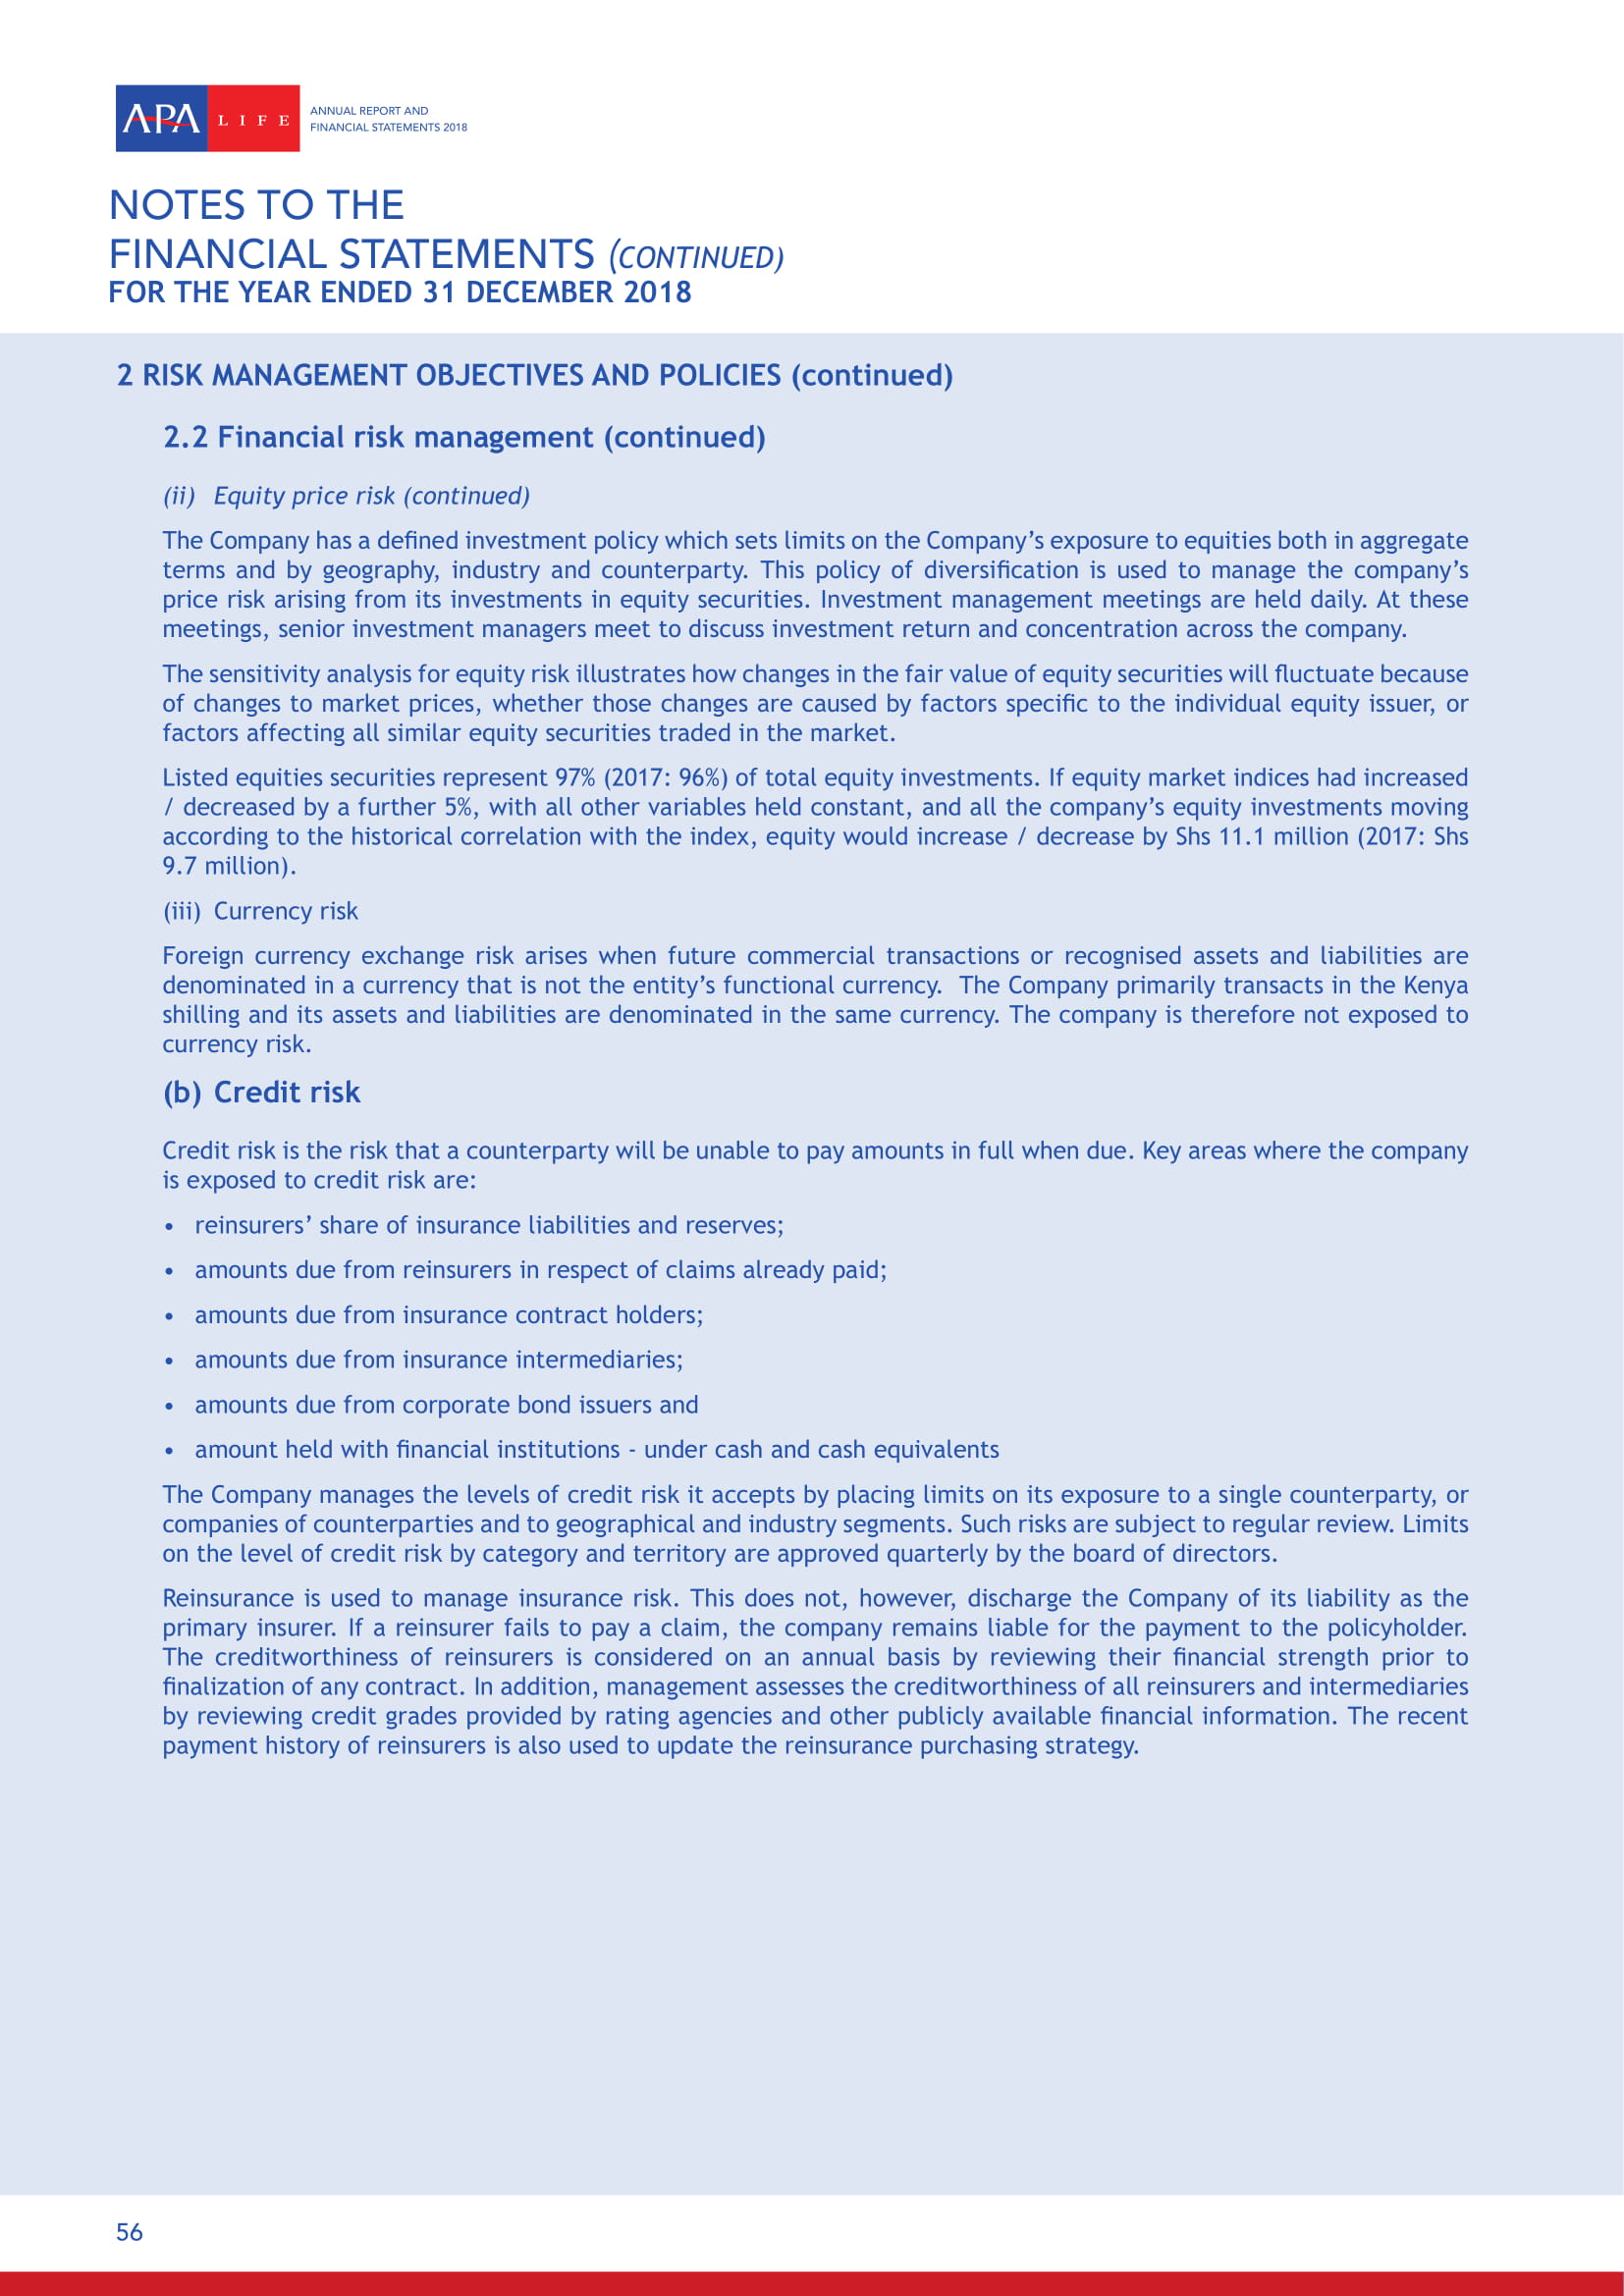 APA LIFE
ANNUAL REPORT AND
FINANCIAL STATEMENTS 2018
NOTES TO THE
FINANCIAL STATEMENTS (CONTINUED)
FOR THE YEAR ENDED 31 DECEMBER 2018
2 RISK MANAGEMENT OBJECTIVES AND POLICIES (continued)
2.2 Financial risk management (continued)
(ii) Equity price risk (continued)
The Company has a defined investment policy which sets limits on the Company’s exposure to equities both in aggregate
terms and by geography, industry and counterparty. This policy of diversification is used to manage the company’s
price risk arising from its investments in equity securities. Investment management meetings are held daily. At these
meetings, senior investment managers meet to discuss investment return and concentration across the company.
The sensitivity analysis for equity risk illustrates how changes in the fair value of equity securities will fluctuate because
of changes to market prices, whether those changes are caused by factors specific to the individual equity issuer, or
factors affecting all similar equity securities traded in the market.
Listed equities securities represent 97% (2017: 96%) of total equity investments. If equity market indices had increased
/ decreased by a further 5%, with all other variables held constant, and all the company’s equity investments moving
according to the historical correlation with the index, equity would increase / decrease by Shs 11.1 million (2017: Shs
9.7 million).
(iii) Currency risk
Foreign currency exchange risk arises when future commercial transactions or recognised assets and liabilities are
denominated in a currency that is not the entity’s functional currency. The Company primarily transacts in the Kenya
shilling and its assets and liabilities are denominated in the same currency. The company is therefore not exposed to
currency risk.
(b) Credit risk
Credit risk is the risk that a counterparty will be unable to pay amounts in full when due. Key areas where the company
is exposed to credit risk are:
• reinsurers’ share of insurance liabilities and reserves;
• amounts due from reinsurers in respect of claims already paid;
• amounts due from insurance contract holders;
• amounts due from insurance intermediaries;
• amounts due from corporate bond issuers and
• amount held with financial institutions - under cash and cash equivalents
The Company manages the levels of credit risk it accepts by placing limits on its exposure to a single counterparty, or
companies of counterparties and to geographical and industry segments. Such risks are subject to regular review. Limits
on the level of credit risk by category and territory are approved quarterly by the board of directors.
Reinsurance is used to manage insurance risk. This does not, however, discharge the Company of its liability as the
primary insurer. If a reinsurer fails to pay a claim, the company remains liable for the payment to the policyholder.
The creditworthiness of reinsurers is considered on an annual basis by reviewing their financial strength prior to
finalization of any contract. In addition, management assesses the creditworthiness of all reinsurers and intermediaries
by reviewing credit grades provided by rating agencies and other publicly available financial information. The recent
payment history of reinsurers is also used to update the reinsurance purchasing strategy.
56